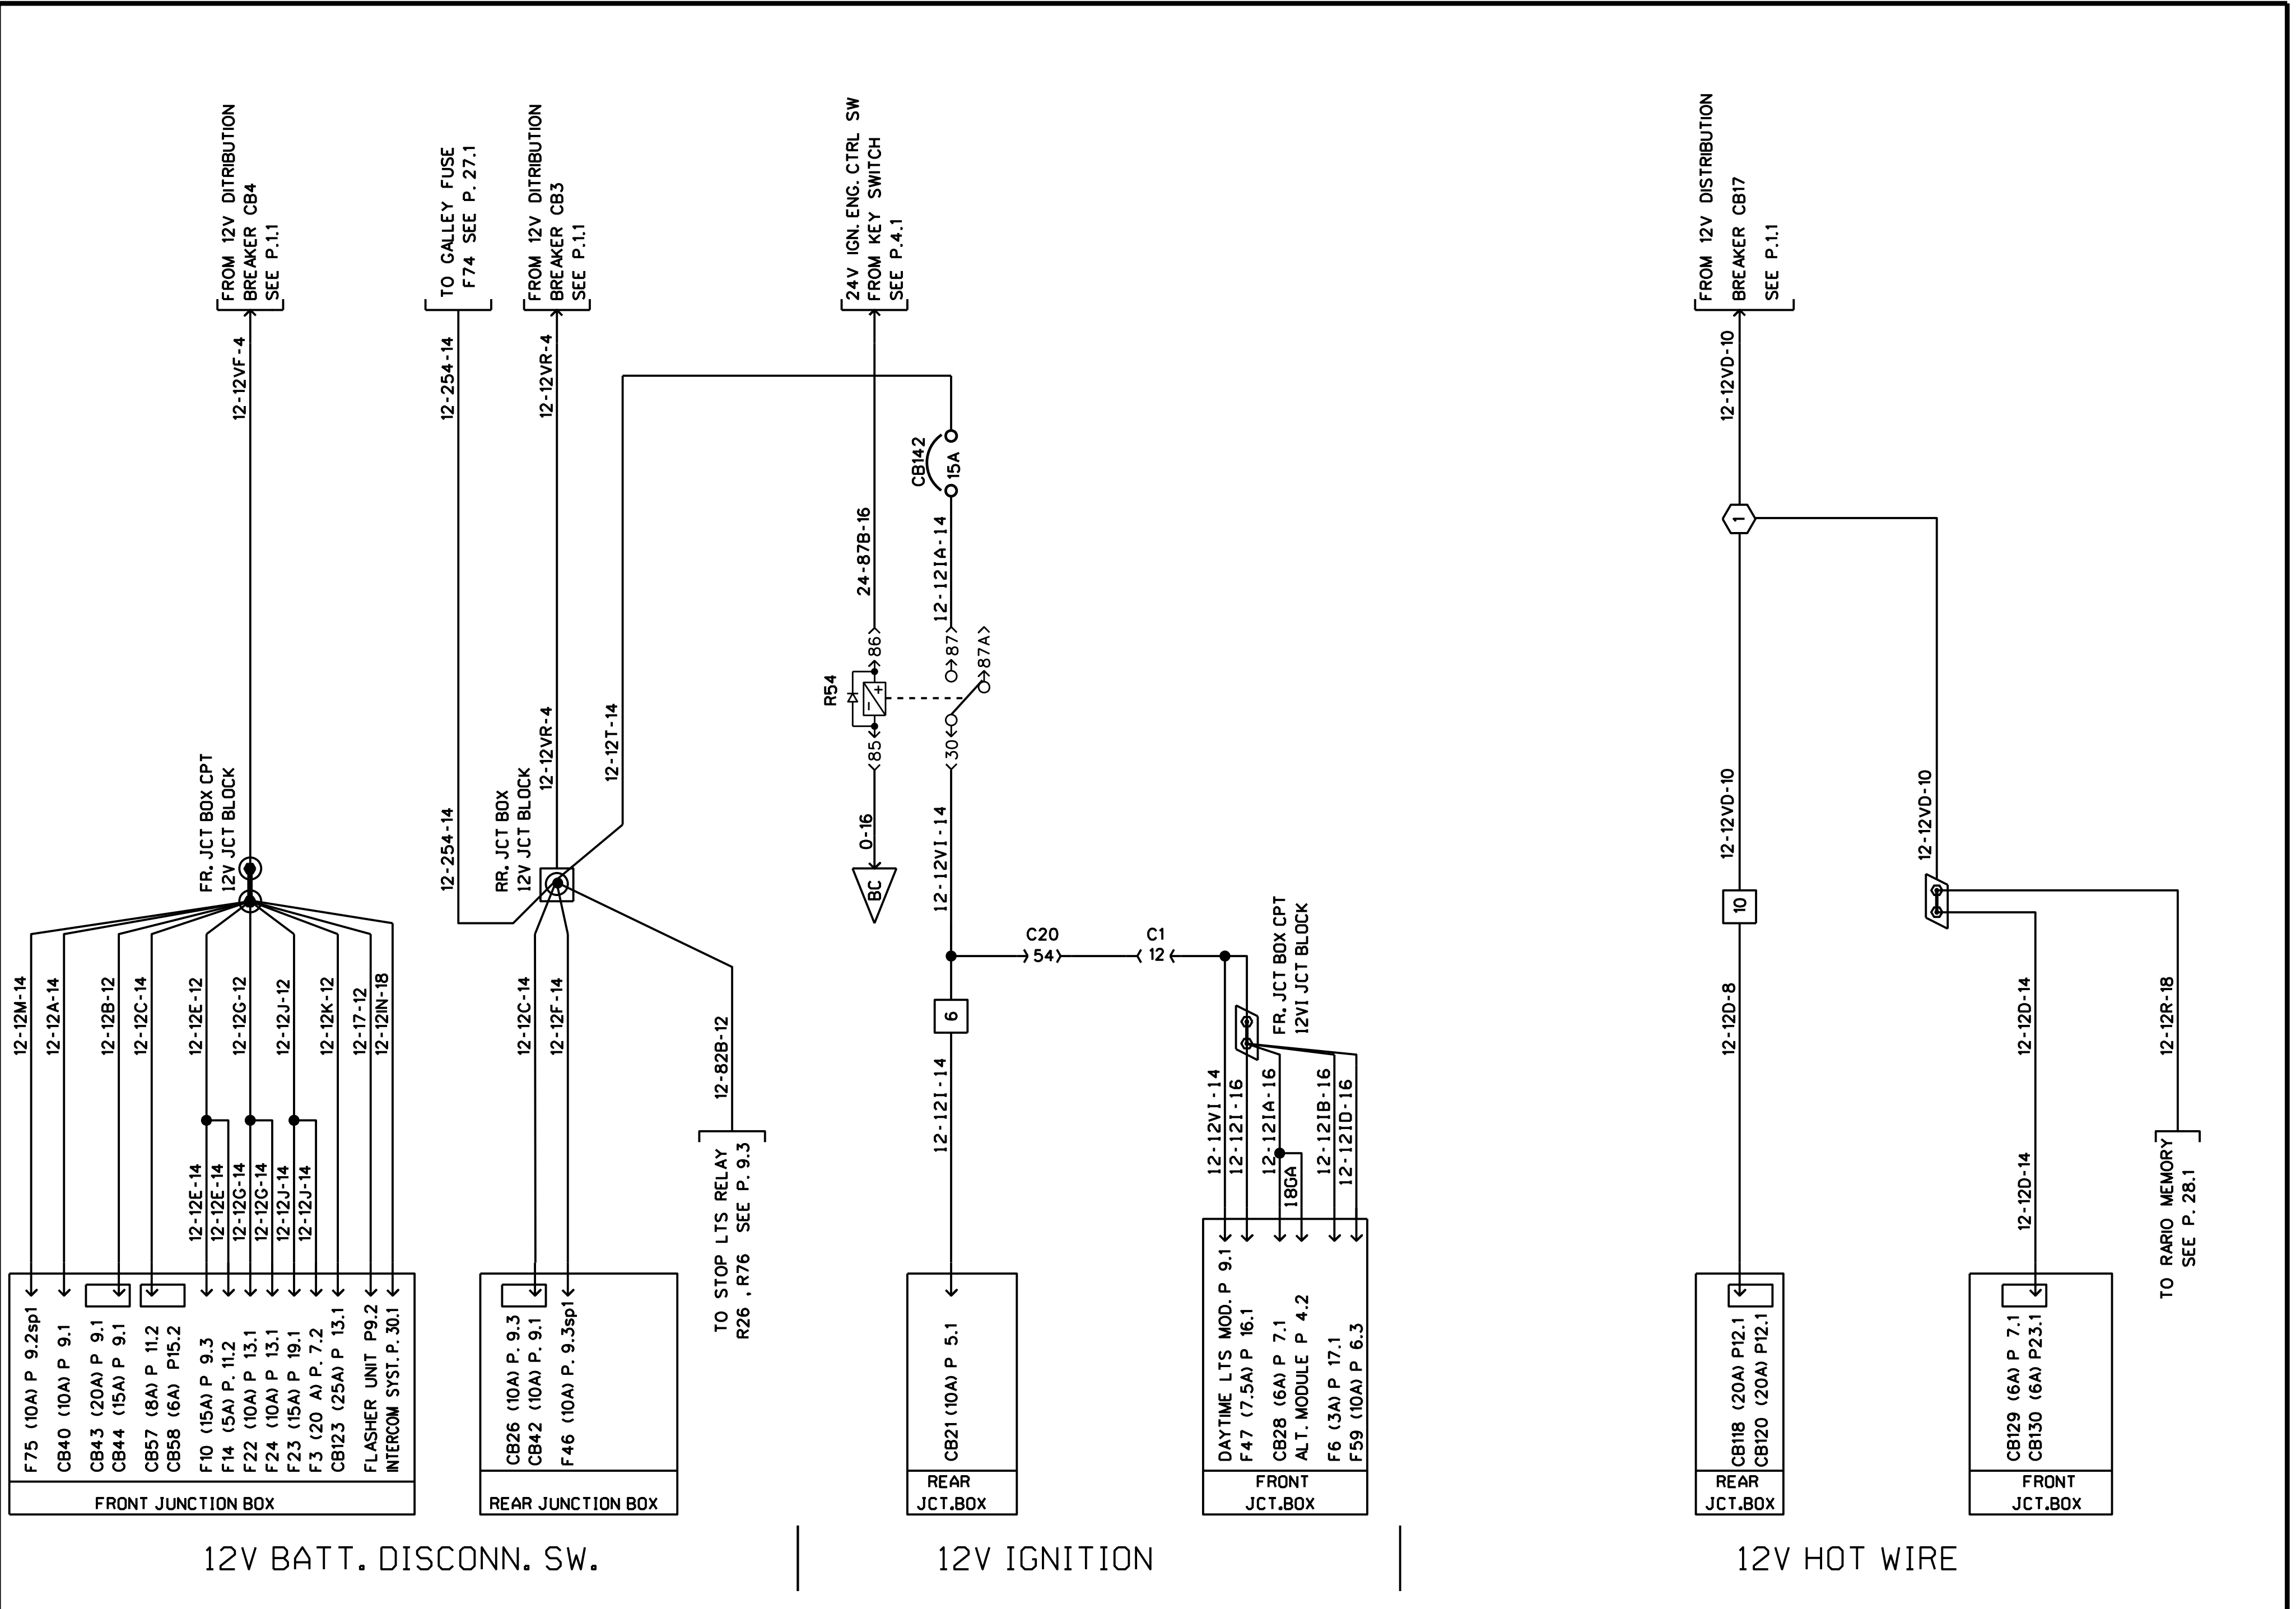 FROM 12V DITRIBUTION
BREAKER CB4
SEE P.1.1
12-12VF-4
FR. JCT BOX CPT
12V JCT BLOCK
12-12M-14
12-12A-14
12-12B-12
12-12C-14
12-12E-12
12-12G-12
12-12J-12
12-12K-12
12-17-12
12-12IN-18
12-12E-14
12-12E-14
12-12G-14
12-12G-14
12-12J-14
12-12J-14
F75 (10A) P 9.2sp1
CB40 (10A) P 9.1
CB43 (20A) P 9.1
CB44 (15A) P 9.1
CB57 (8A) P 11.2
CB58 (6A) P15.2
F10 (15A) P 9.3
F14 (5A) P. 11.2
F22 (10A) P 13.1
F24 (10A) P 13.1
F23 (15A) P 19.1
F3 (20 A) P. 7.2
CB123 (25A) P 13.1
FLASHER UNIT P9.2
INTERCOM SYST. P. 30.1
FRONT JUNCTION BOX
TO GALLEY FUSE
F74 SEE P. 27.1
12-254-14
12-254-14
FROM 12V DITRIBUTION
BREAKER CB3
SEE P.1.1
12-12VR-4
12-12VR-4
12-12T-14
RR. JCT BOX
12V JCT BLOCK
12-12C-14
12-12F-14
12-82B-12
TO STOP LTS RELAY
R26 , R76 SEE P. 9.3
CB26 (10A) P. 9.3
CB42 (10A) P. 9.1
F46 (10A) P. 9.3sp1
REAR JUNCTION BOX
12V BATT. DISCONN. SW.
24V IGN. ENG. CTRL SW
FROM KEY SWITCH
SEE P.4.1
24-87B-16
CB142
15A
12-12IA-14
R54
86
85
87
87A
30
0-16
BC
12-12VI-14
C20
54
C1
12
6
12-12I-14
FR. JCT BOX CPT
12VI JCT BLOCK
12-12VI-14
12-12I-16
12-12IA-16
18GA
12-12IB-16
12-12ID-16
CB21 (10A) P 5.1
REAR
JCT.BOX
DAYTIME LTS MOD. P 9.1
F47 (7.5A) P 16.1
CB28 (6A) P 7.1
ALT. MODULE P 4.2
F6 (3A) P 17.1
F59 (10A) P 6.3
FRONT
JCT.BOX
12V IGNITION
FROM 12V DISTRIBUTION
BREAKER CB17
SEE P.1.1
12-12VD-10
1
12-12VD-10
12-12VD-10
10
12-12D-8
12-12D-14
12-12R-18
12-12D-14
TO RARIO MEMORY
SEE P. 28.1
CB118 (20A) P12.1
CB120 (20A) P12.1
REAR
JCT.BOX
CB129 (6A) P 7.1
CB130 (6A) P23.1
FRONT
JCT.BOX
12V HOT WIRE